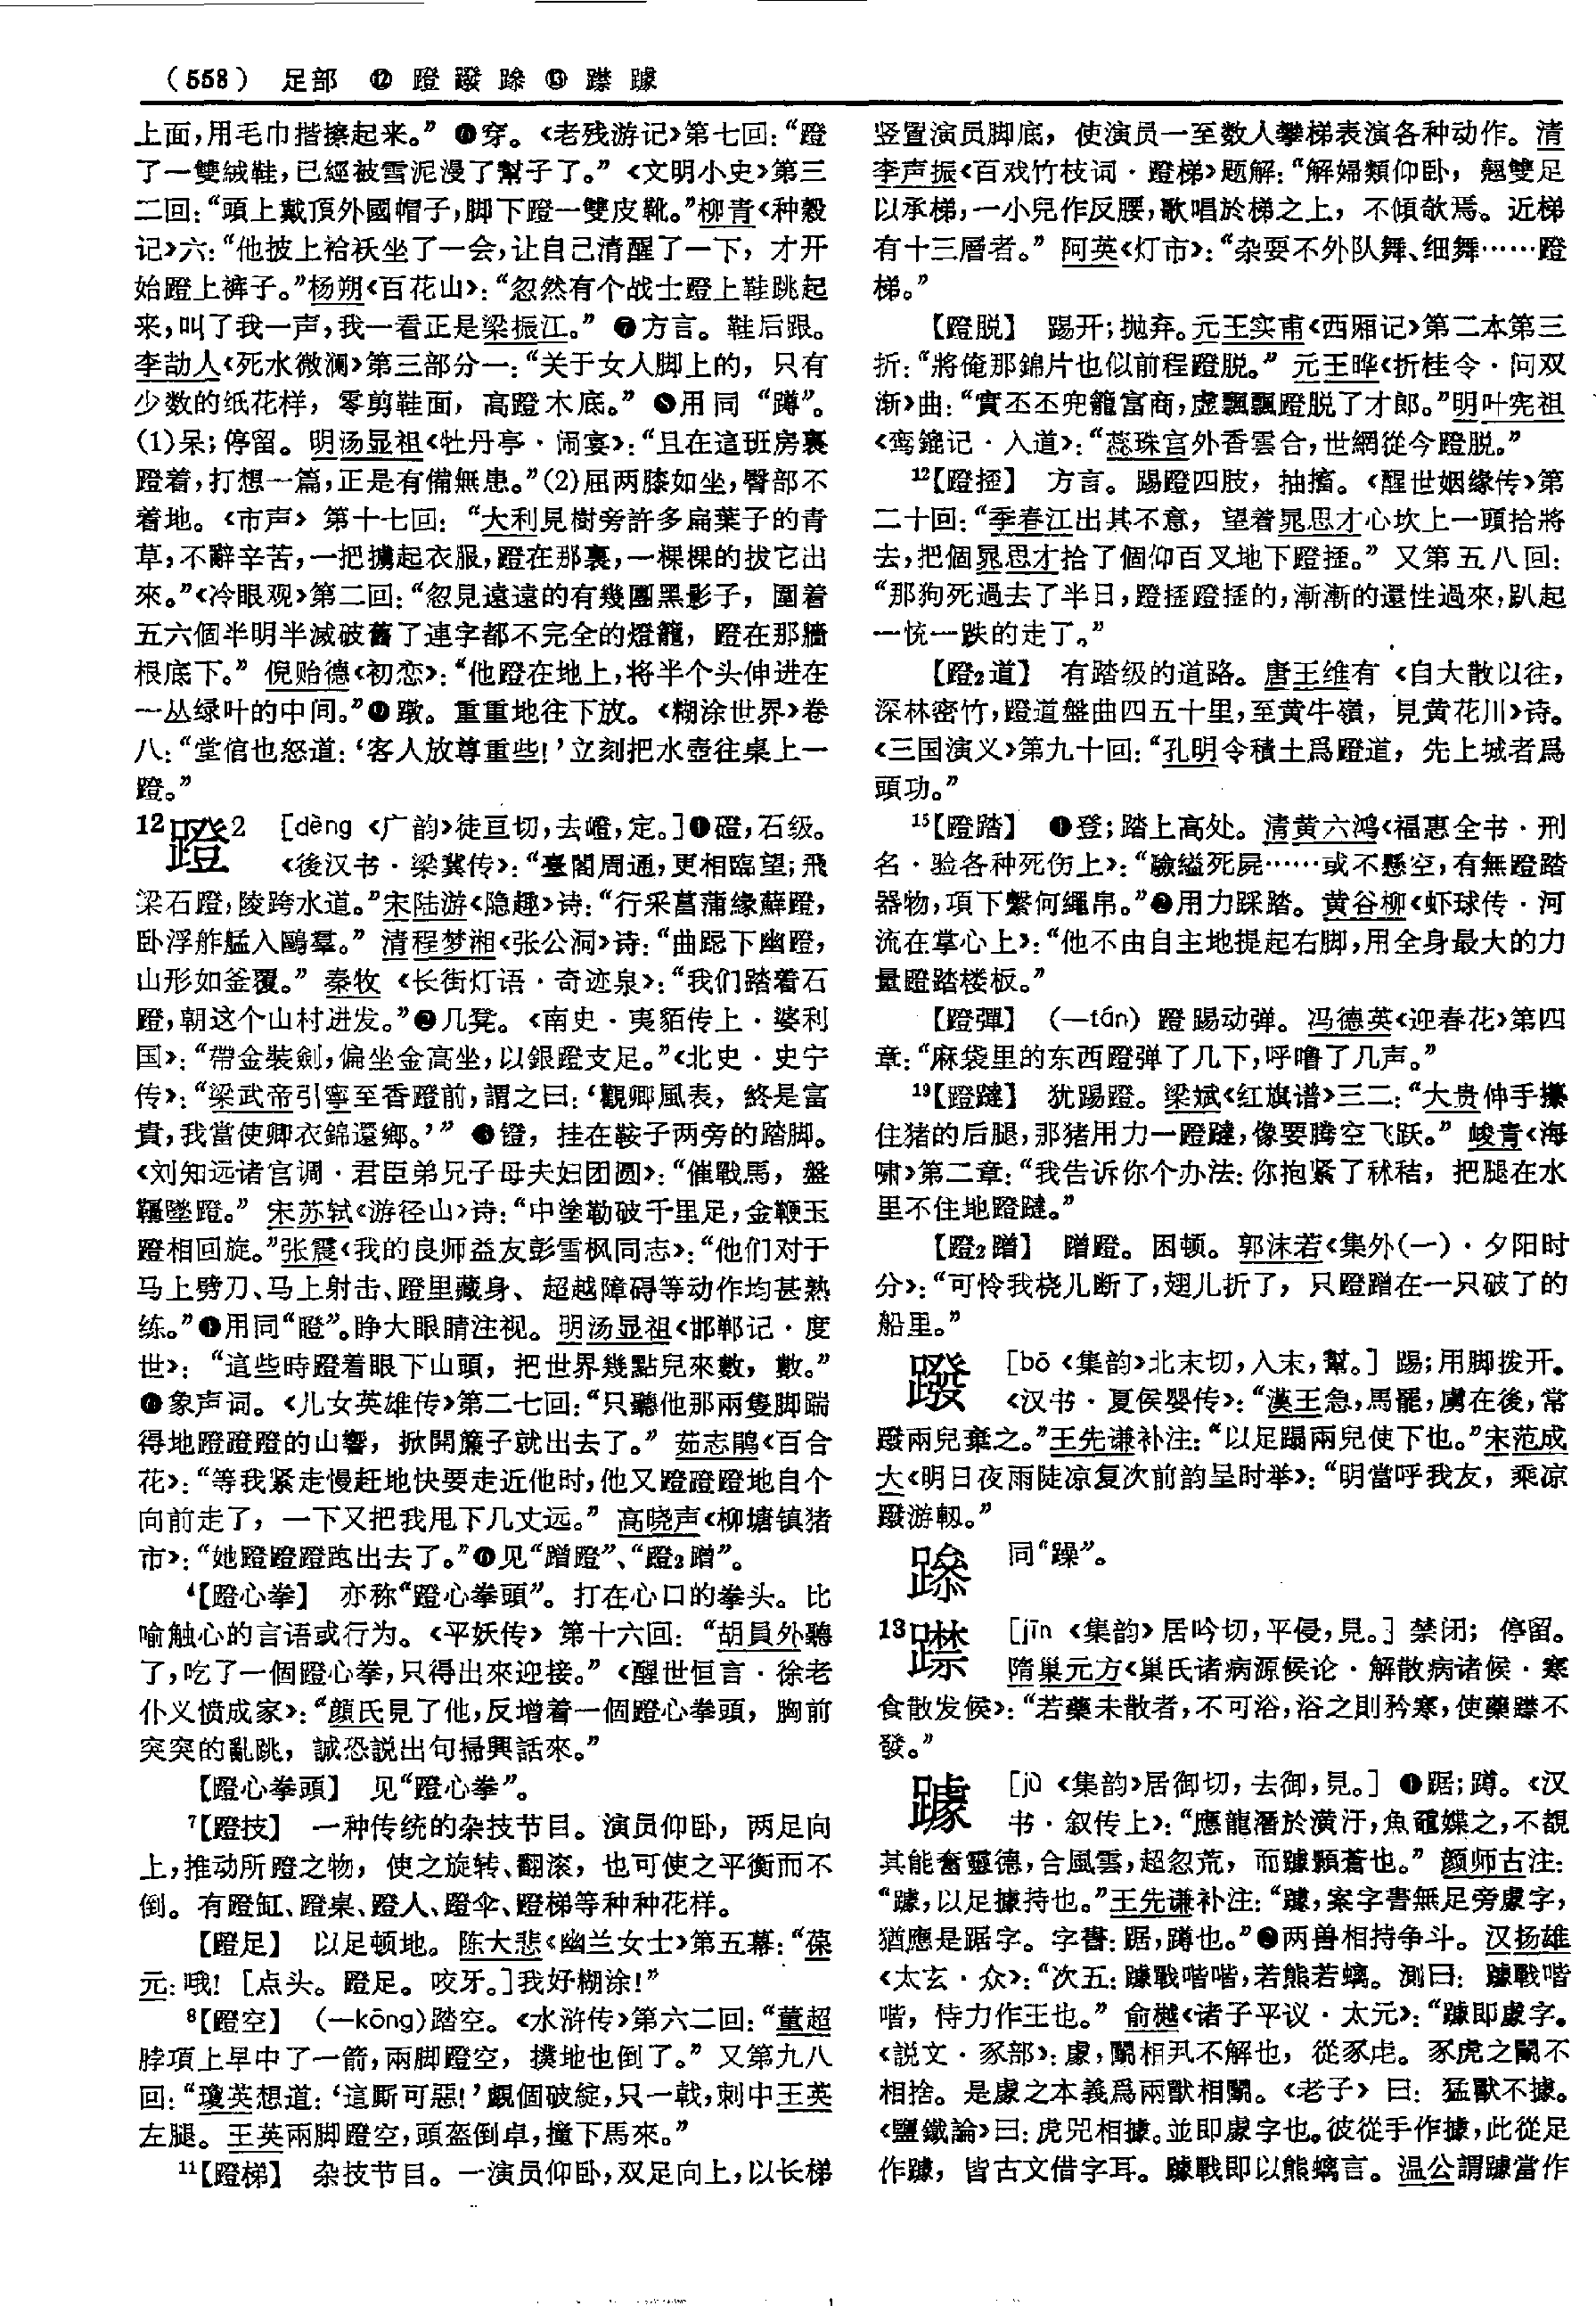 （558） 足部 ⓬ 蹬 蹳 𨅯 ⓭ 䠴 躆
上面，用毛巾揩擦起来。”❻穿。《老残游记》第七回：“蹬
了一雙絨鞋，已經被雪泥漫了幫子了。”《文明小史》第三
二回：“頭上戴頂外國帽子，脚下蹬一雙皮靴。”柳青《种穀
记》六：“他披上袷袄坐了一会，让自己清醒了一下，才开
始蹬上裤子。”杨朔《百花山》：“忽然有个战士蹬上鞋跳起
来，叫了我一声，我一看正是梁振江。”❼方言。鞋后跟。
李劼人《死水微澜》第三部分一：“关于女人脚上的，只有
少数的纸花样，零剪鞋面，高蹬木底。”❽用同“蹲”。
(1)呆；停留。明汤显祖《牡丹亭·闹宴》：“且在這班房裏
蹬着，打想一篇，正是有備無患。”(2)屈两膝如坐，臀部不
着地。《市声》第十七回：“大利見樹旁許多扁葉子的青
草，不辭辛苦，一把擄起衣服，蹬在那裏，一棵棵的拔它出
來。”《冷眼观》第二回：“忽見遠遠的有幾團黑影子，圍着
五六個半明半滅破舊了連字都不完全的燈籠，蹬在那牆
根底下。”倪贻德《初恋》：“他蹬在地上，将半个头伸进在
一丛绿叶的中间。”❾蹾。重重地往下放。《糊涂世界》卷
八：“堂倌也怒道：‘客人放尊重些！’立刻把水壺往桌上一
蹬。”
12蹬2 ［dèng《广韵》徒亘切，去嶝，定。］❶磴，石级。
《後汉书·梁冀传》：“臺閣周通，更相臨望；飛
梁石蹬，陵跨水道。”宋陆游《隐趣》诗：“行采菖蒲緣蘚蹬，
卧浮舴艋入鷗羣。”清程梦湘《张公洞》诗：“曲跽下幽蹬，
山形如釜覆。”秦牧《长街灯语·奇迹泉》：“我们踏着石
蹬，朝这个山村进发。”❷几凳。《南史·夷貊传上·婆利
国》：“帶金裝劍，偏坐金高坐，以銀蹬支足。”《北史·史宁
传》：“梁武帝引寧至香蹬前，謂之曰：‘觀卿風表，終是富
貴，我當使卿衣錦還鄉。’”❸镫，挂在鞍子两旁的踏脚。
《刘知远诸宫调·君臣弟兄子母夫妇团圆》：“催戰馬，盤
韁墜蹬。”宋苏轼《游径山》诗：“中塗勒破千里足，金鞭玉
蹬相回旋。”张震《我的良师益友彭雪枫同志》：“他们对于
马上劈刀、马上射击、蹬里藏身、超越障碍等动作均甚熟
练。”❹用同“瞪”。睁大眼睛注视。明汤显祖《邯郸记·度
世》：“這些時蹬着眼下山頭，把世界幾點兒來數，數。”
❺象声词。《儿女英雄传》第二七回：“只聽他那兩隻脚踹
得地蹬蹬蹬的山響，掀開簾子就出去了。”茹志鹃《百合
花》：“等我紧走慢赶地快要走近他时，他又蹬蹬蹬地自个
向前走了，一下又把我甩下几丈远。”高晓声《柳塘镇猪
市》：“她蹬蹬蹬跑出去了。”❻见“蹭蹬”、“蹬2蹭”。
4【蹬心拳】 亦称“蹬心拳頭”。打在心口的拳头。比
喻触心的言语或行为。《平妖传》第十六回：“胡員外聽
了，吃了一個蹬心拳，只得出來迎接。”《醒世恒言·徐老
仆义愤成家》：“顔氏見了他，反增着一個蹬心拳頭，胸前
突突的亂跳，誠恐説出句掃興話來。”
【蹬心拳頭】 见“蹬心拳”。
7【蹬技】 一种传统的杂技节目。演员仰卧，两足向
上，推动所蹬之物，使之旋转、翻滚，也可使之平衡而不
倒。有蹬缸、蹬桌、蹬人、蹬伞、蹬梯等种种花样。
【蹬足】 以足顿地。陈大悲《幽兰女士》第五幕：“葆
元：哦！［点头。蹬足。咬牙。］我好糊涂！”
8【蹬空】 （—kōng）踏空。《水浒传》第六二回：“董超
脖項上早中了一箭，兩脚蹬空，撲地也倒了。”又第九八
回：“瓊英想道：‘這厮可惡！’覷個破綻，只一戟，刺中王英
左腿。王英兩脚蹬空，頭盔倒卓，撞下馬來。”
11【蹬梯】 杂技节目。一演员仰卧，双足向上，以长梯
竖置演员脚底，使演员一至数人攀梯表演各种动作。清
李声振《百戏竹枝词·蹬梯》题解：“解婦類仰卧，翹雙足
以承梯，一小兒作反腰，歌唱於梯之上，不傾欹焉。近梯
有十三層者。”阿英《灯市》：“杂耍不外队舞、细舞……蹬
梯。”
【蹬脱】 踢开；抛弃。元王实甫《西厢记》第二本第三
折：“將俺那錦片也似前程蹬脱。”元王晔《折桂令·问双
渐》曲：“實丕丕兜籠富商，虚飄飄蹬脱了才郎。”明叶宪祖
《鸾鎞记·入道》：“蕊珠宫外香雲合，世網從今蹬脱。”
12【蹬挃】 方言。踢蹬四肢，抽搐。《醒世姻缘传》第
二十回：“季春江出其不意，望着晁思才心坎上一頭拾將
去，把個晁思才拾了個仰百叉地下蹬挃。”又第五八回：
“那狗死過去了半日，蹬挃蹬挃的，漸漸的還性過來，趴起
一恍一跌的走了。”
【蹬2道】 有踏级的道路。唐王维有《自大散以往，
深林密竹，蹬道盤曲四五十里，至黄牛嶺，見黄花川》诗。
《三国演义》第九十回：“孔明令積土爲蹬道，先上城者爲
頭功。”
15【蹬踏】 ❶登；踏上高处。清黄六鸿《福惠全书·刑
名·验各种死伤上》：“驗縊死屍……或不懸空，有無蹬踏
器物，項下繫何繩帛。”❷用力踩踏。黄谷柳《虾球传·河
流在掌心上》：“他不由自主地提起右脚，用全身最大的力
量蹬踏楼板。”
【蹬彈】 （—tán）蹬踢动弹。冯德英《迎春花》第四
章：“麻袋里的东西蹬弹了几下，呼噜了几声。”
19【蹬躂】 犹踢蹬。梁斌《红旗谱》三二：“大贵伸手攥
住猪的后腿，那猪用力一蹬躂，像要腾空飞跃。”峻青《海
啸》第二章：“我告诉你个办法：你抱紧了秫秸，把腿在水
里不住地蹬躂。”
【蹬2蹭】 蹭蹬。困顿。郭沫若《集外（一）·夕阳时
分》：“可怜我桡儿断了，翅儿折了，只蹬蹭在一只破了的
船里。”
蹳 ［bō《集韵》北末切，入末，幫。］踢；用脚拨开。
《汉书·夏侯婴传》：“漢王急，馬罷，虜在後，常
蹳兩兒棄之。”王先谦补注：“以足蹋兩兒使下也。”宋范成
大《明日夜雨陡凉复次前韵呈时举》：“明當呼我友，乘凉
蹳游軔。”
同“躁”。
13䠴 ［jīn《集韵》居吟切，平侵，見。］禁闭；停留。
隋巢元方《巢氏诸病源候论·解散病诸候·寒
食散发候》：“若藥未散者，不可浴，浴之則矜寒，使藥䠴不
發。”
躆 ［jù《集韵》居御切，去御，見。］❶踞；蹲。《汉
书·叙传上》：“應龍潛於潢汙，魚黿媟之，不覩
其能奮靈德，合風雲，超忽荒，而躆顥蒼也。”颜师古注：
“躆，以足據持也。”王先谦补注：“躆，案字書無足旁豦字，
猶應是踞字。字書：踞，蹲也。”❷两兽相持争斗。汉扬雄
《太玄·众》：“次五：躆戰喈喈，若熊若螭。測曰：躆戰喈
喈，恃力作王也。”俞樾《诸子平议·太元》：“躆即豦字。
《説文·豕部》：豦，鬭相丮不解也，從豕虍。豕虎之鬭不
相捨。是豦之本義爲兩獸相鬭。《老子》曰：猛獸不據。
《鹽鐵論》曰：虎兕相據。並即豦字也。彼從手作據，此從足
作躆，皆古文借字耳。躆戰即以熊螭言。温公謂躆當作